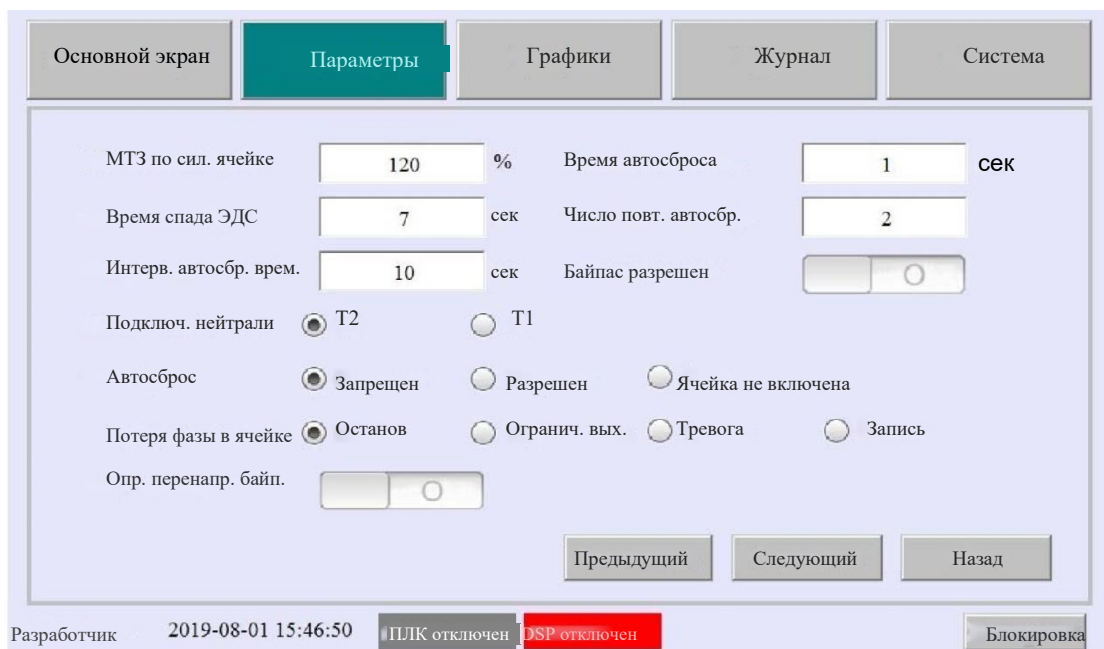 Основной экран Параметры Графики Журнал Система
МТЗ по сил. ячейке 120 % Время автосброса 1 сек
Время спада ЭДС 7 сек Число повт. автосбр. 2
Интерв. автосбр. врем. 10 сек Байпас разрешен
Подключ. нейтрали T2 T1
Автосброс Запрещен Разрешен Ячейка не включена
Потеря фазы в ячейке Останов Огранич. вых. Тревога Запись
Опр. перенапр. байп.
Предыдущий Следующий Назад
Разработчик 2019-08-01 15:46:50 ПЛК отключен DSP отключен Блокировка